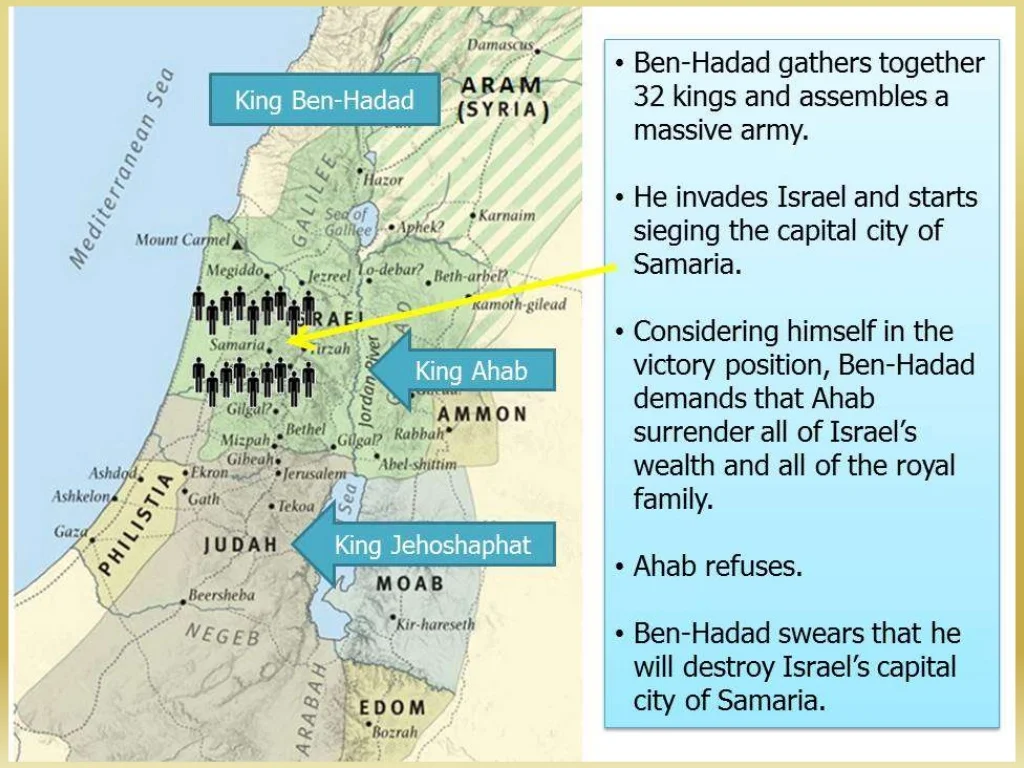 Damascus
ARAM
(SYRIA)
King Ben-Hadad
Mediterranean Sea
GALILEE
Hazor
Sea of
Galilee
Karnaim
Aphek?
Mount Carmel
Megiddo
Jezreel
Lo-debar?
Beth-arbel?
Ramoth-gilead
Samaria
Jordan River
King Ahab
AMMON
Gilgal?
Bethel
Mizpah
Gilgal?
Rabbah
Gibeah
Abel-shittim
Ashdod
Ekron
Jerusalem
Ashkelon
Gath
Tekoa
Sea
Gaza
PHILISTIA
JUDAH
King Jehoshaphat
MOAB
Beersheba
NEGEB
Kir-hareseth
ARABAH
EDOM
Bozrah
• Ben-Hadad gathers together
32 kings and assembles a
massive army.
• He invades Israel and starts
sieging the capital city of
Samaria.
• Considering himself in the
victory position, Ben-Hadad
demands that Ahab
surrender all of Israel’s
wealth and all of the royal
family.
• Ahab refuses.
• Ben-Hadad swears that he
will destroy Israel’s capital
city of Samaria.